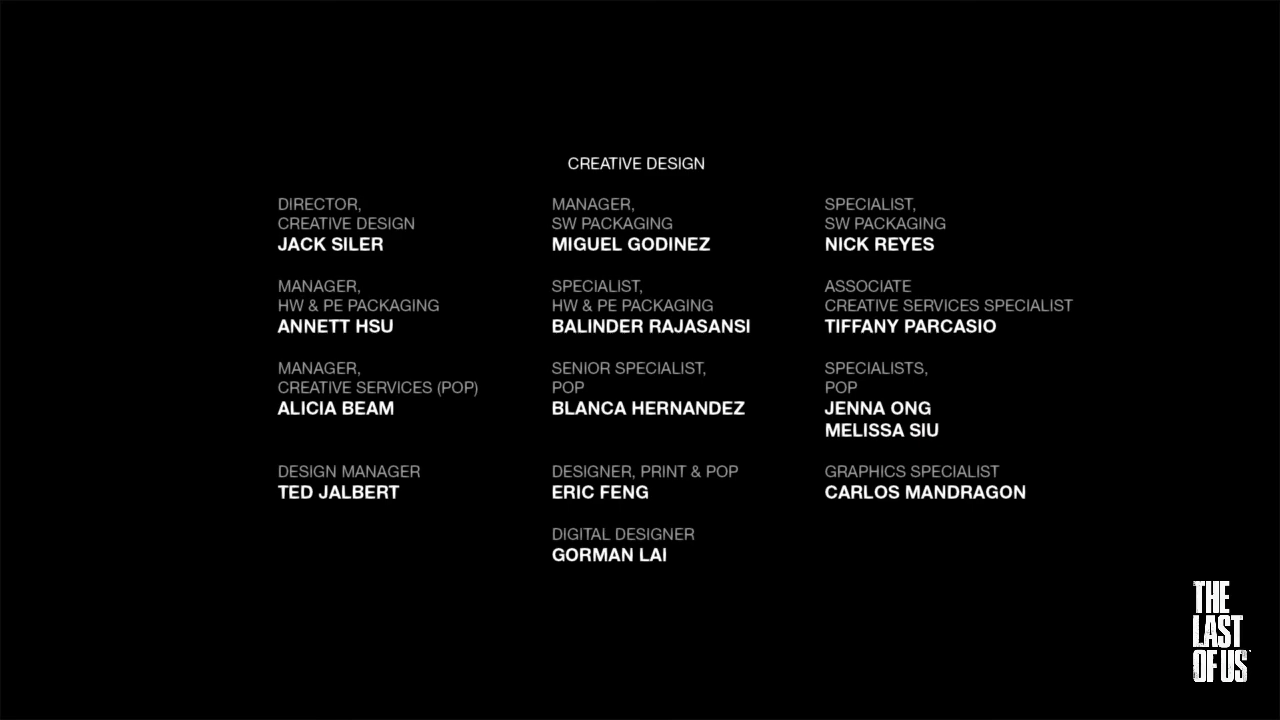 CREATIVE DESIGN
DIRECTOR,
CREATIVE DESIGN
JACK SILER
MANAGER,
SW PACKAGING
MIGUEL GODINEZ
SPECIALIST,
SW PACKAGING
NICK REYES
MANAGER,
HW & PE PACKAGING
ANNETT HSU
SPECIALIST,
HW & PE PACKAGING
BALINDER RAJASANSI
ASSOCIATE
CREATIVE SERVICES SPECIALIST
TIFFANY PARCASIO
MANAGER,
CREATIVE SERVICES (POP)
ALICIA BEAM
SENIOR SPECIALIST,
POP
BLANCA HERNANDEZ
SPECIALISTS,
POP
JENNA ONG
MELISSA SIU
DESIGN MANAGER
TED JALBERT
DESIGNER, PRINT & POP
ERIC FENG
GRAPHICS SPECIALIST
CARLOS MANDRAGON
DIGITAL DESIGNER
GORMAN LAI
THE
LAST
OF US